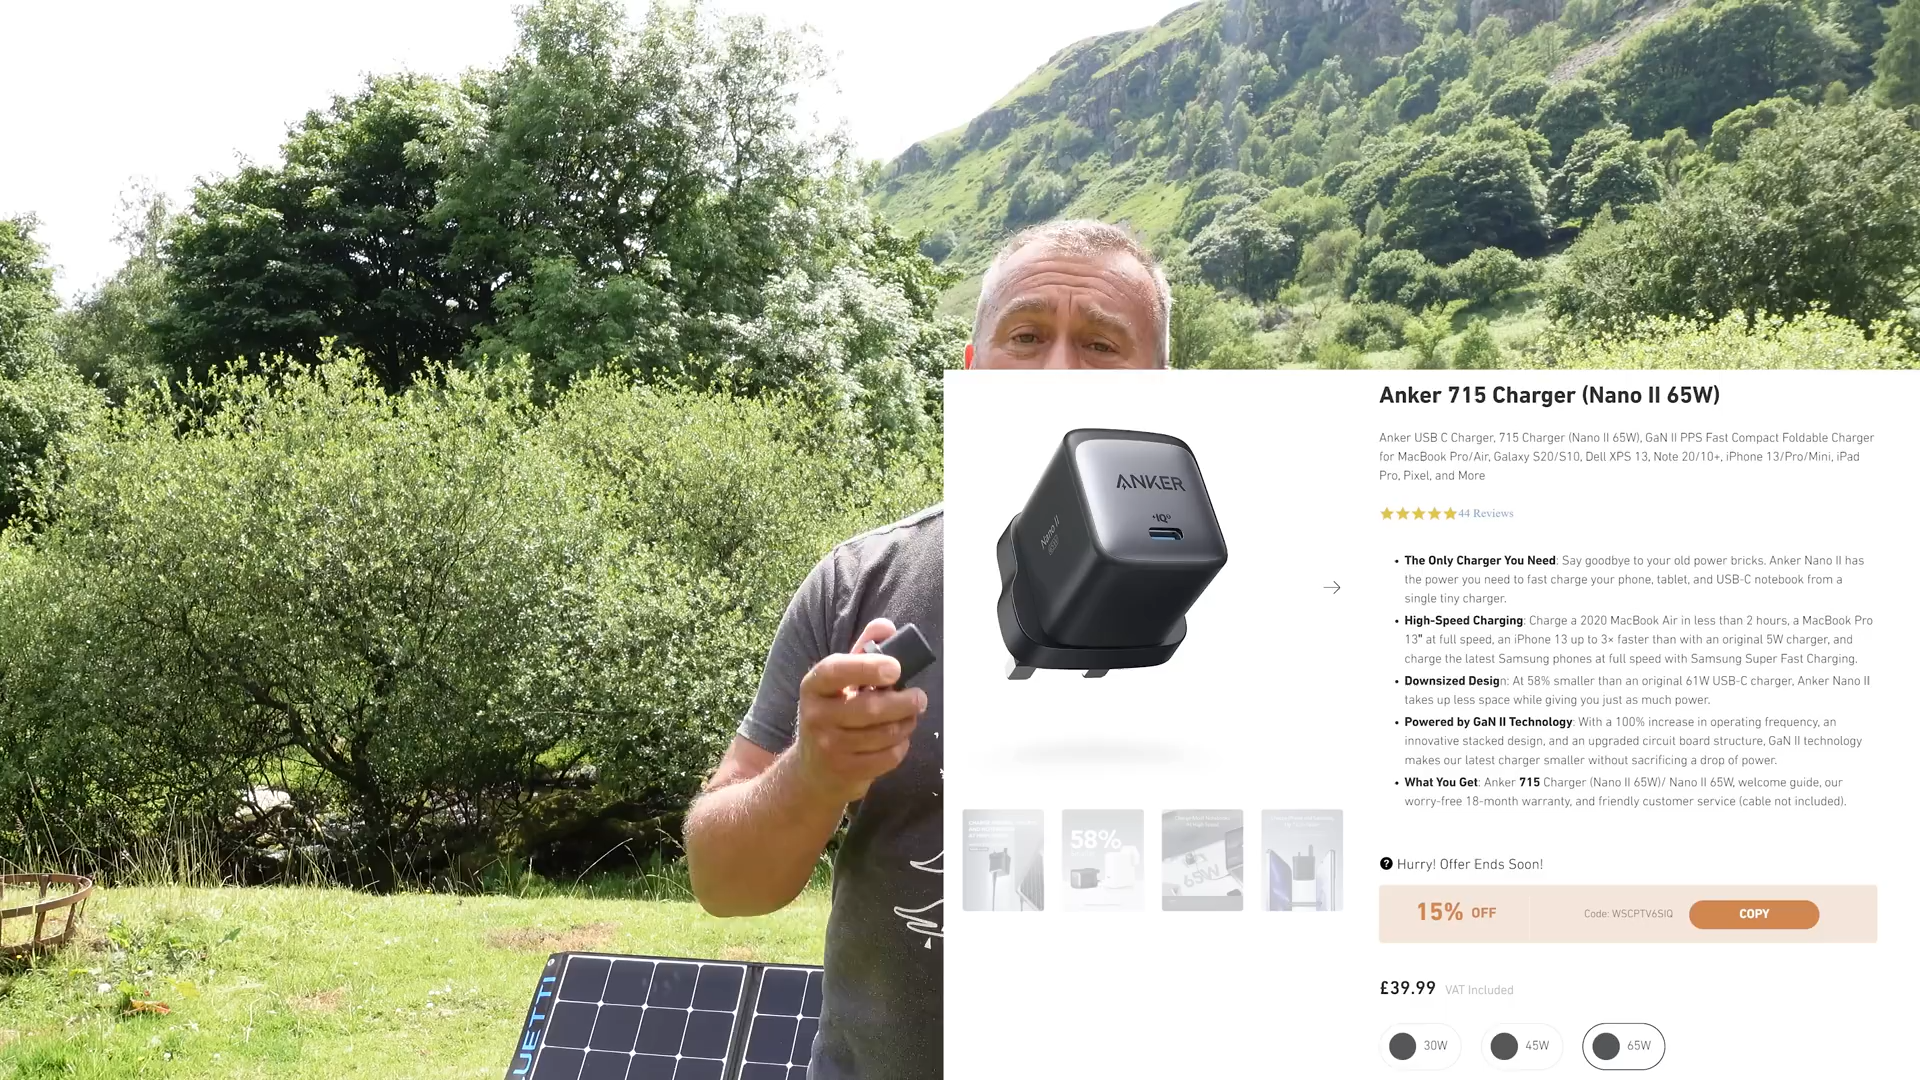 Anker 715 Charger (Nano II 65W)
Anker USB C Charger, 715 Charger (Nano II 65W), GaN II PPS Fast Compact Foldable Charger
for MacBook Pro/Air, Galaxy S20/S10, Dell XPS 13, Note 20/10+, iPhone 13/Pro/Mini, iPad
Pro, Pixel, and More
44 Reviews
ANKER
IQ
Nano II
• The Only Charger You Need: Say goodbye to your old power bricks. Anker Nano II has
the power you need to fast charge your phone, tablet, and USB-C notebook from a
single tiny charger.
• High-Speed Charging: Charge a 2020 MacBook Air in less than 2 hours, a MacBook Pro
13" at full speed, an iPhone 13 up to 3× faster than with an original 5W charger, and
charge the latest Samsung phones at full speed with Samsung Super Fast Charging.
• Downsized Design: At 58% smaller than an original 61W USB-C charger, Anker Nano II
takes up less space while giving you just as much power.
• Powered by GaN II Technology: With a 100% increase in operating frequency, an
innovative stacked design, and an upgraded circuit board structure, GaN II technology
makes our latest charger smaller without sacrificing a drop of power.
• What You Get: Anker 715 Charger (Nano II 65W)/ Nano II 65W, welcome guide, our
worry-free 18-month warranty, and friendly customer service (cable not included).
58%
65W
Hurry! Offer Ends Soon!
15% OFF
Code: WSCPTV6SIQ
COPY
£39.99 VAT Included
30W
45W
65W
UETTI